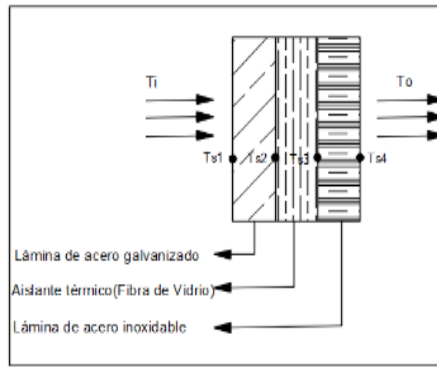 Ti
To
Ts1
Ts2
Ts3
Ts4
Lámina de acero galvanizado
Aislante térmico(Fibra de Vidrio)
Lámina de acero inoxidable